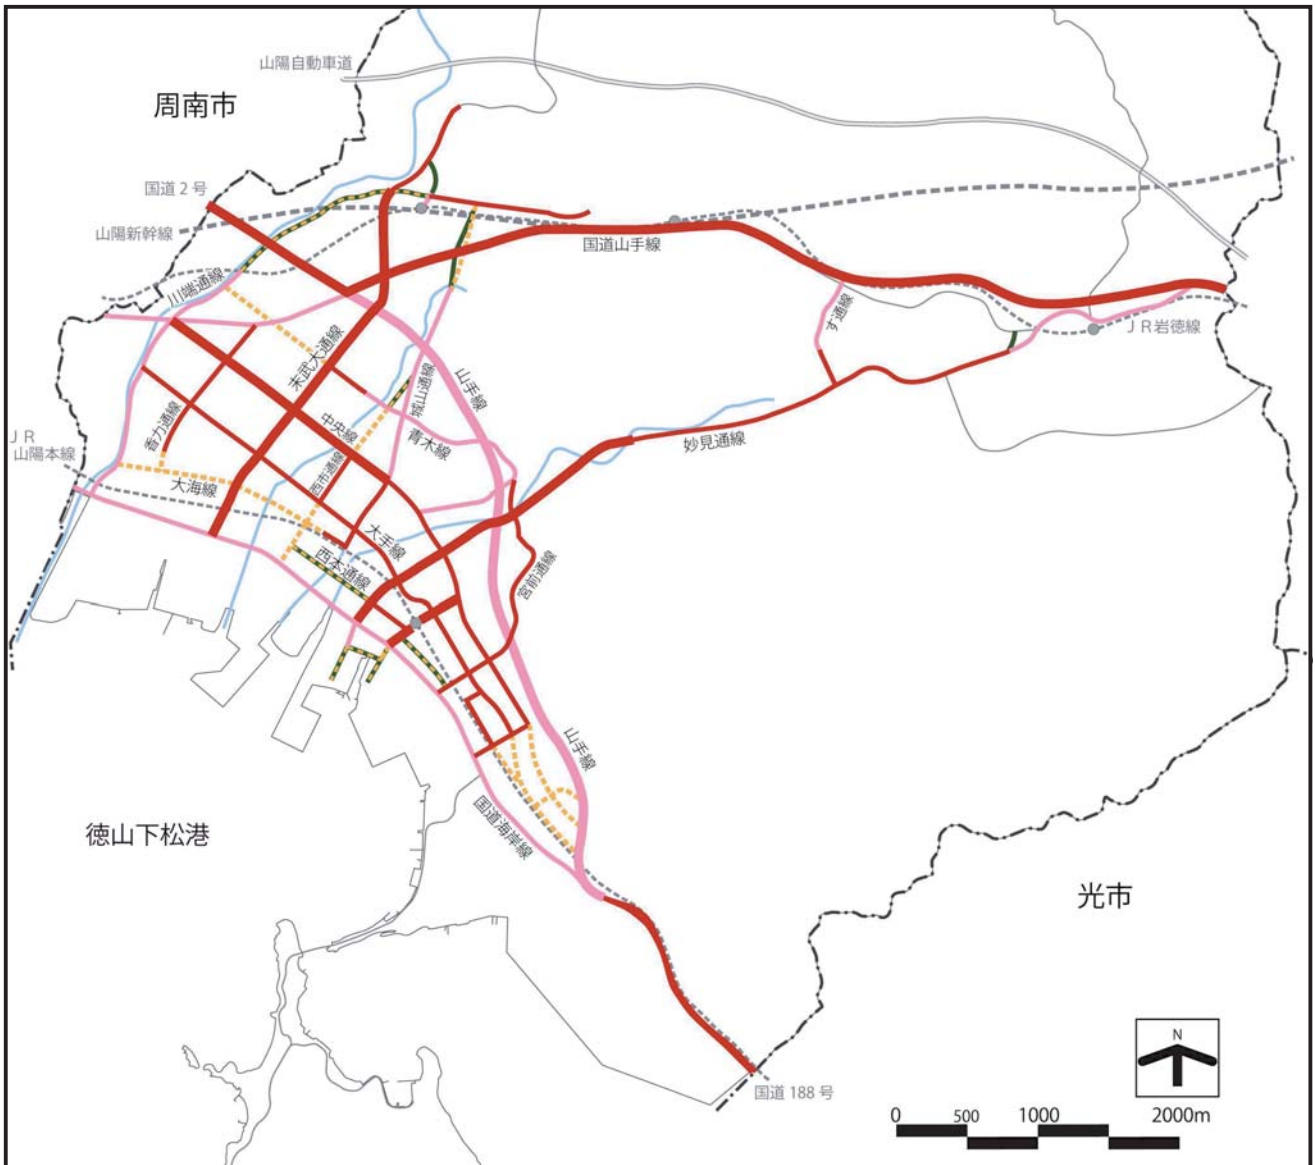 山陽自動車道
周南市
国道2号
山陽新幹線
国道山手線
川端通線
す通線
JR岩徳線
末武大通線
山手線
城山通線
香力通線
中央線
青木線
妙見通線
JR
山陽本線
西市通線
大海線
大手線
西本通線
宮前通線
山手線
国道海岸線
徳山下松港
光市
N
国道188号
0 500 1000 2000m